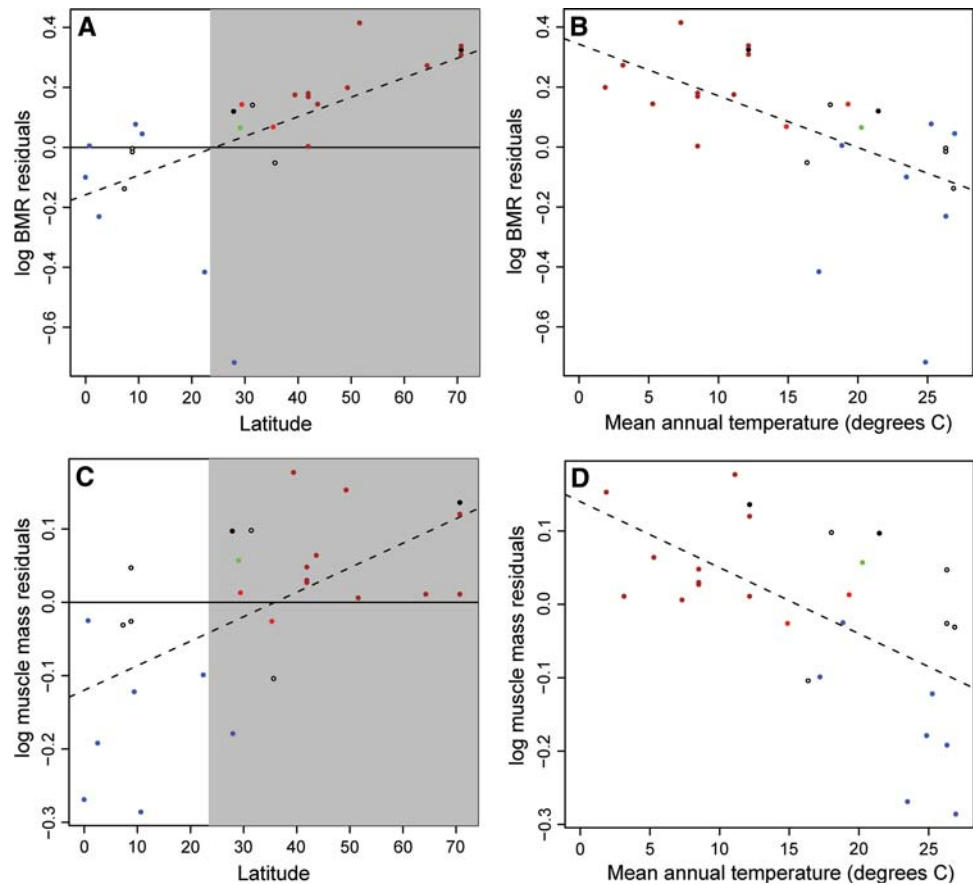 A
0.4
0.2
0.0
−0.2
−0.4
−0.6
log BMR residuals
0 10 20 30 40 50 60 70
Latitude
B
0.4
0.2
0.0
−0.2
−0.4
−0.6
log BMR residuals
0 5 10 15 20 25
Mean annual temperature (degrees C)
C
0.1
0.0
−0.1
−0.2
−0.3
log muscle mass residuals
0 10 20 30 40 50 60 70
Latitude
D
0.1
0.0
−0.1
−0.2
−0.3
log muscle mass residuals
0 5 10 15 20 25
Mean annual temperature (degrees C)